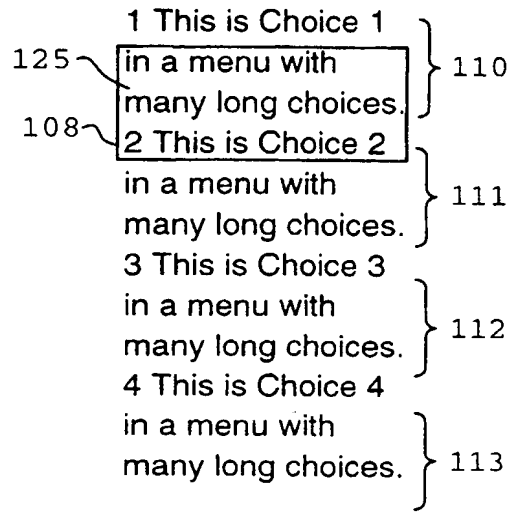 1 This is Choice 1
125 in a menu with 110
many long choices.
108 2 This is Choice 2
in a menu with 111
many long choices.
3 This is Choice 3
in a menu with 112
many long choices.
4 This is Choice 4
in a menu with
many long choices. 113